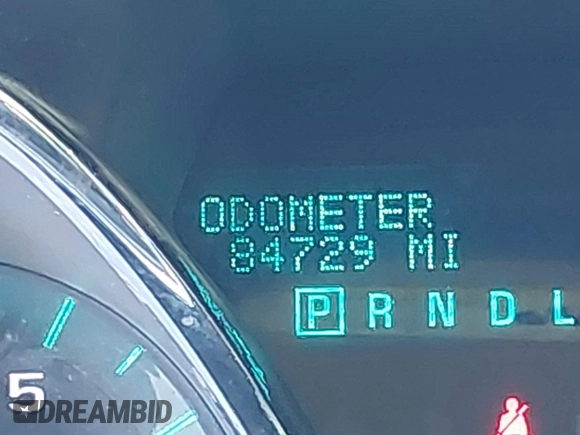 ODOMETER
84729 MI
P R N D L
5
DREAMBID